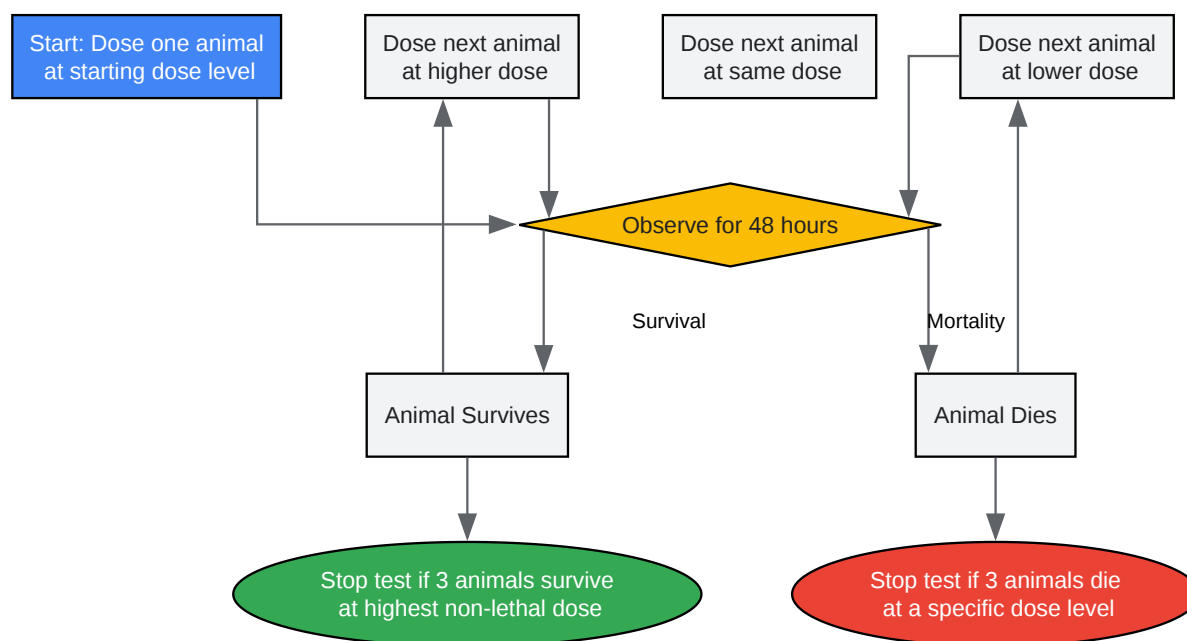 Start: Dose one animal
at starting dose level
Dose next animal
at higher dose
Dose next animal
at same dose
Dose next animal
at lower dose
Observe for 48 hours
Survival
Mortality
Animal Survives
Animal Dies
Stop test if 3 animals survive
at highest non-lethal dose
Stop test if 3 animals die
at a specific dose level